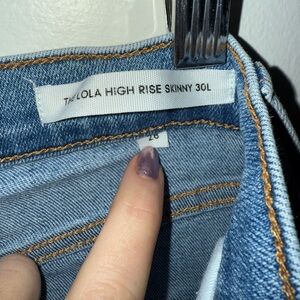 THE LOLA HIGH RISE SKINNY 30L
26